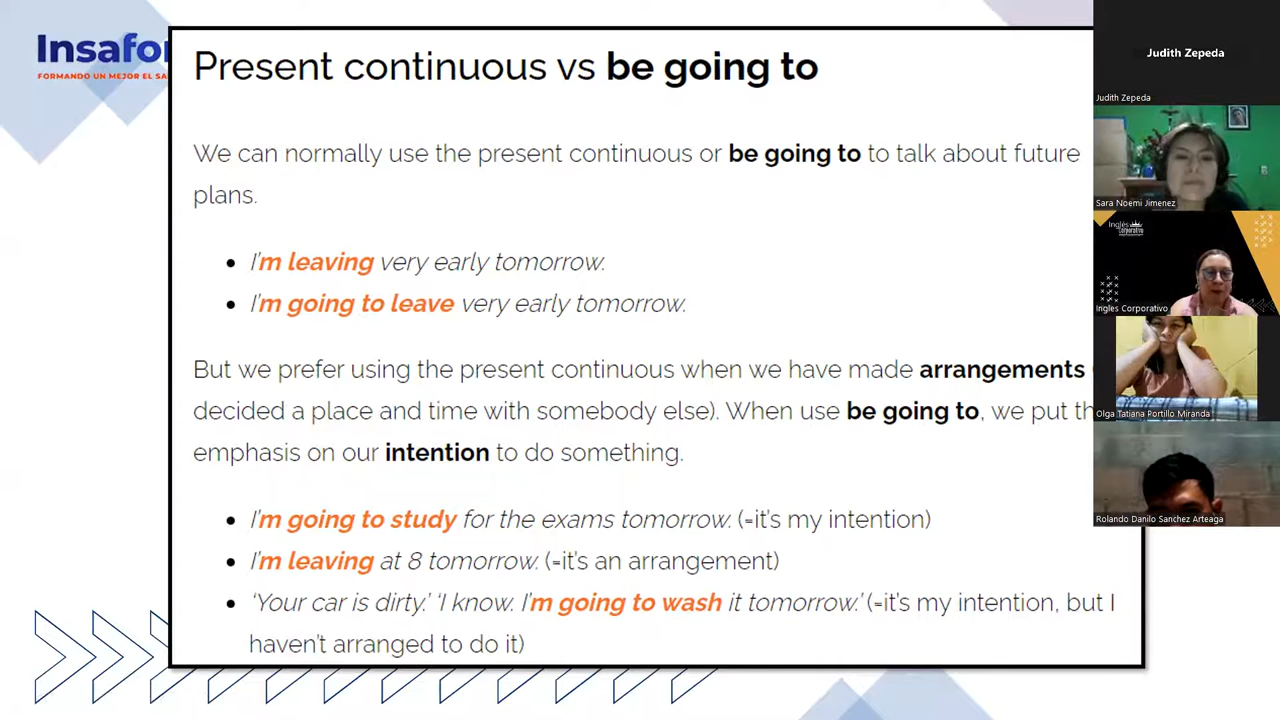 Insafor
FORMANDO UN MEJOR EL SA
Present continuous vs be going to
We can normally use the present continuous or be going to to talk about future
plans.
• I'm leaving very early tomorrow.
• I'm going to leave very early tomorrow.
But we prefer using the present continuous when we have made arrangements
decided a place and time with somebody else). When use be going to, we put th
emphasis on our intention to do something.
• I'm going to study for the exams tomorrow. (=it's my intention)
• I'm leaving at 8 tomorrow. (=it's an arrangement)
• 'Your car is dirty.' 'I know. I'm going to wash it tomorrow.' (=it's my intention, but I
haven't arranged to do it)
Judith Zepeda
Judith Zepeda
Sara Noemi Jimenez
Inglés
Corporativo
Ingles Corporativo
Olga Tatiana Portillo Miranda
Rolando Danilo Sanchez Arteaga